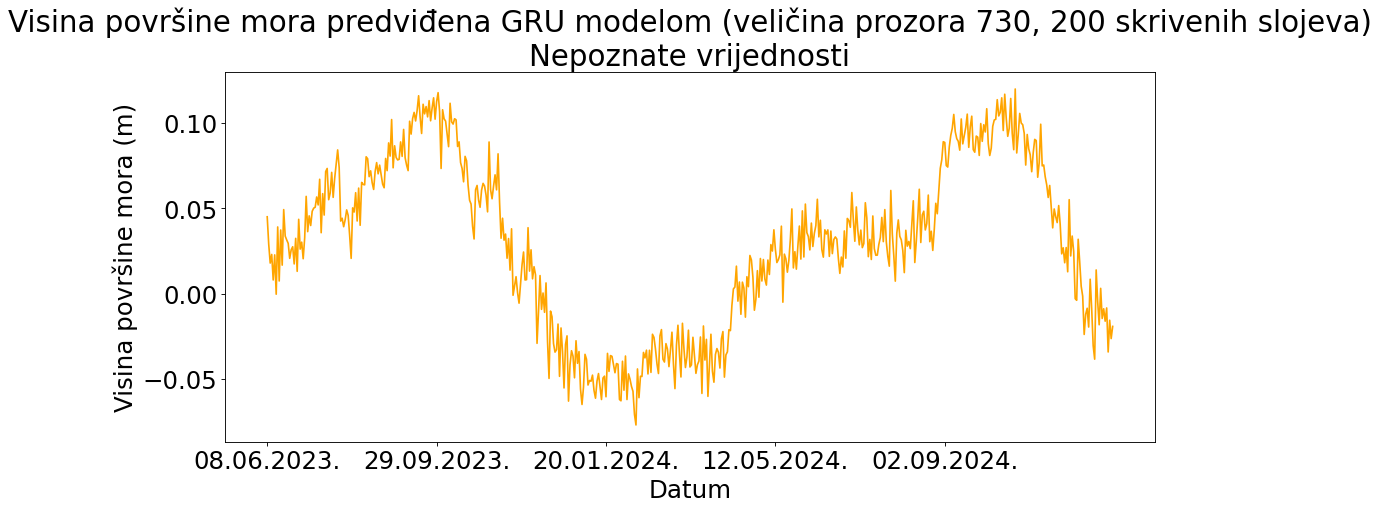 Visina površine mora predviđena GRU modelom (veličina prozora 730, 200 skrivenih slojeva)
Nepoznate vrijednosti
Visina površine mora (m)
0.10
0.05
0.00
−0.05
08.06.2023. 29.09.2023. 20.01.2024. 12.05.2024. 02.09.2024.
Datum